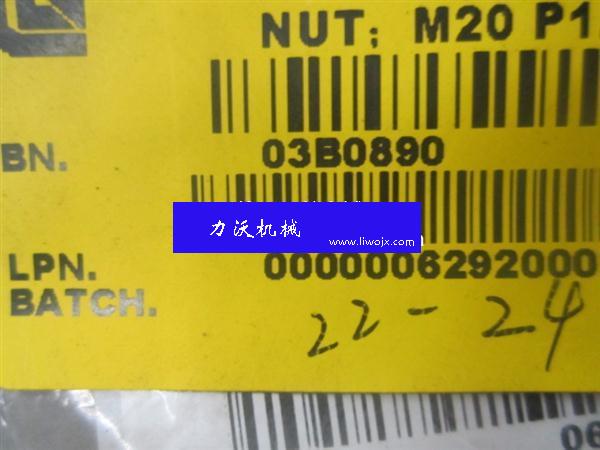 NUT; M20 P1.
BN. 03B0890
力沃机械
www.liwojx.com
LPN. 0000006292000
BATCH.
22-24
06